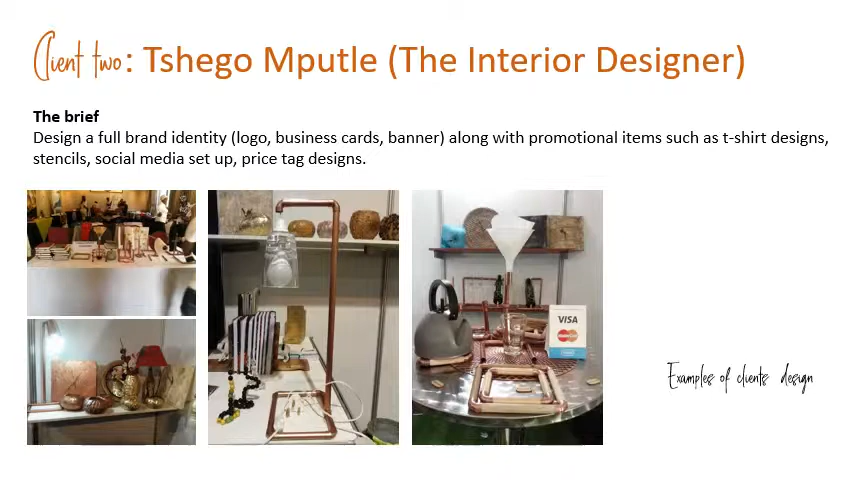 Client two: Tshego Mputle (The Interior Designer)
The brief
Design a full brand identity (logo, business cards, banner) along with promotional items such as t-shirt designs,
stencils, social media set up, price tag designs.
VISA
Examples of clients design